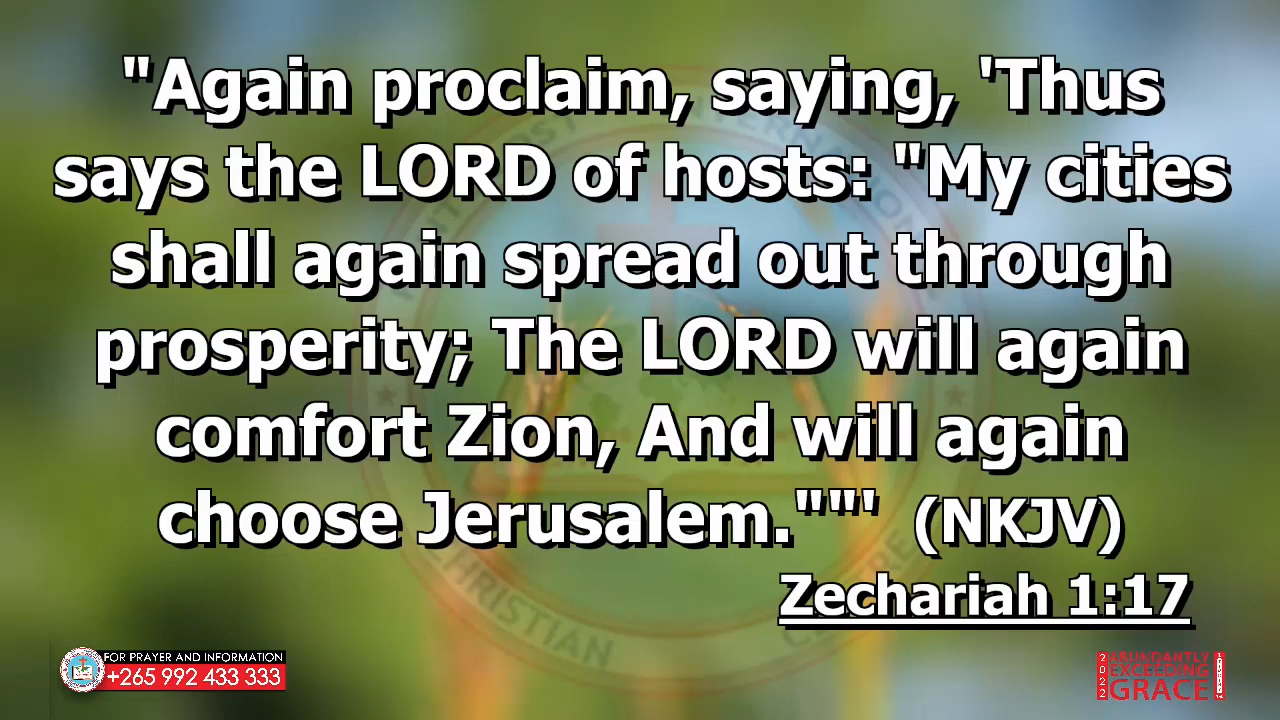 "Again proclaim, saying, 'Thus
says the LORD of hosts: "My cities
shall again spread out through
prosperity; The LORD will again
comfort Zion, And will again
choose Jerusalem.""' (NKJV)
Zechariah 1:17
FOR PRAYER AND INFORMATION
+265 992 433 333
2022
ABUNDANTLY
EXCEEDING
GRACE
CHRISTIAN